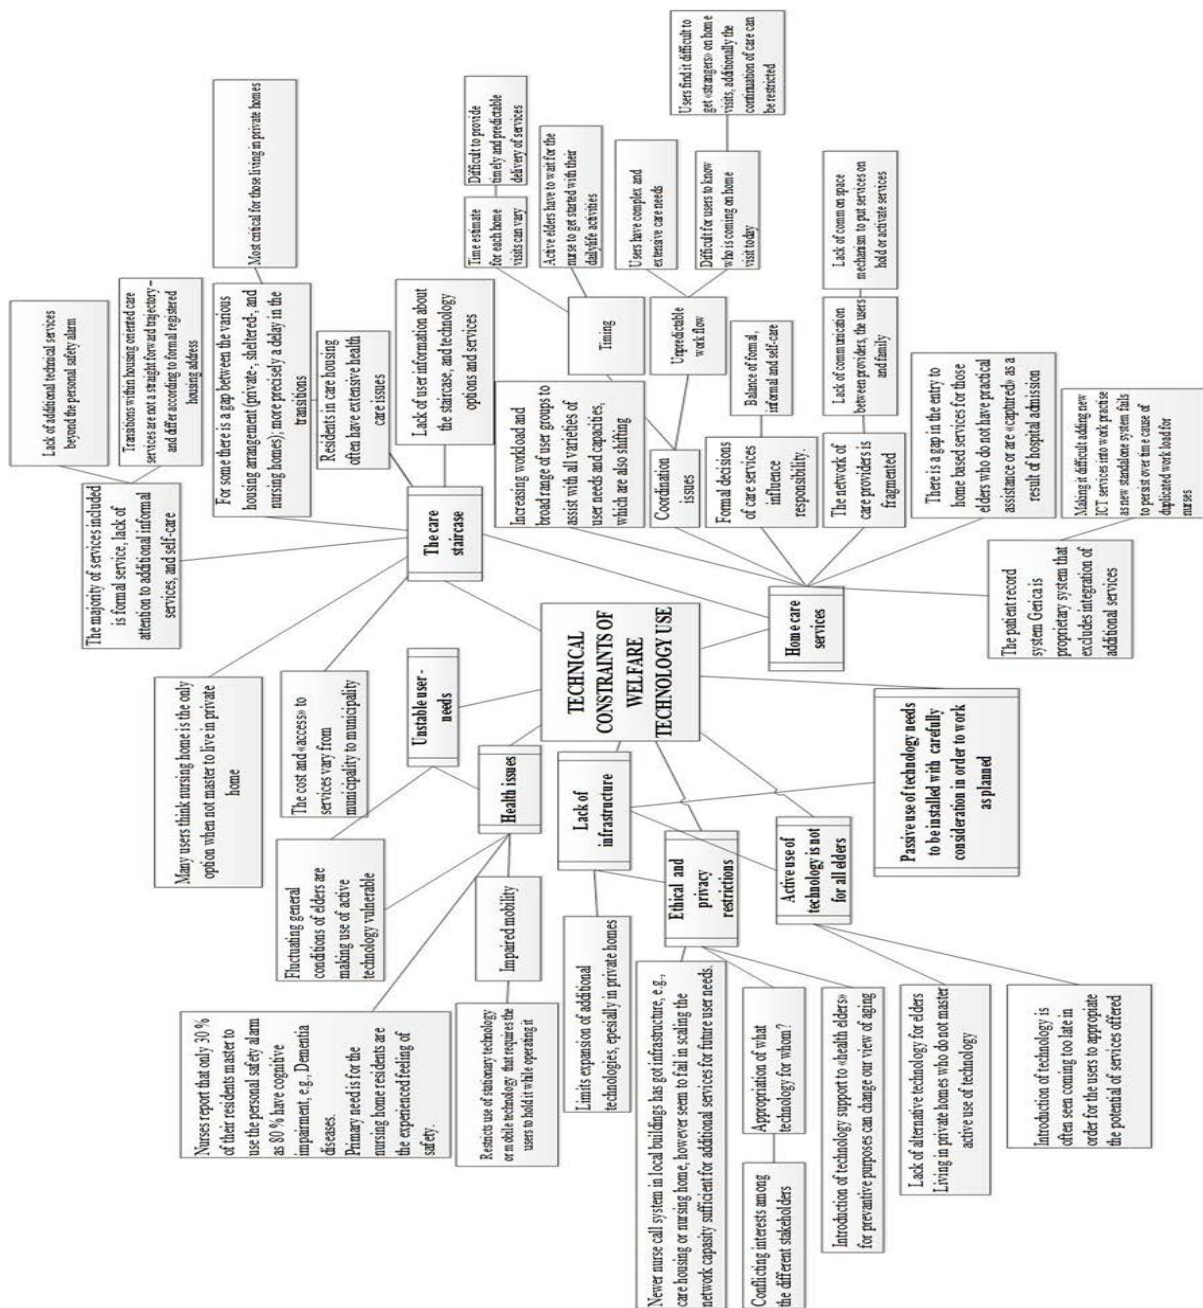 Newer nurse call system in local buildings has got infrastructure, e.g.,
care housing or nursing home, however seem to fail in scaling the
network capacity sufficient for additional services for future user needs.
Nurses report that only 30 %
of their residents master to
use the personal safety alarm
as 80 % have cognitive
impairment, e.g., Dementia
diseases.
Primary need is for the
nursing home residents are
the experienced feeling of
safety.
Many users think nursing home is the only
option when not master to live in private
home
The majority of services included
is formal service, lack of
attention to additional informal
services, and self-care
Lack of additional technical services
beyond the personal safety alarm
Transitions within housing oriented care
services are not a straight forward trajectory –
and differ according to formal registered
housing address
Conflicting interests among
the different stakeholders
Appropriation of what
technology for whom?
Restricts use of stationary technology
or mobile technology that requires the
users to hold it while operating it
Impaired mobility
Fluctuating general
conditions of elders are
making use of active
technology vulnerable
The cost and «access» to
services vary from
municipality to municipality
For some there is a gap between the various
housing arrangement (private-, sheltered-, and
nursing homes); more precisely a delay in the
transitions
Most critical for those living in private homes
Introduction of technology support to «health elders»
for prevantive purposes can change our view of aging
Limits expansion of additional
technologies, epesially in private homes
Health issues
Unstable user -
needs
The care
staircase
Residents in care housing
often have extensive health
care issues
Lack of user information about
the staircase, and technology
options and services
Lack of alternative technology for elders
Living in private homes who do not master
active use of technology
Ethical and
privacy
restrictions
Lack of
infrastructure
TECHNICAL
CONSTRAINTS OF
WELFARE
TECHNOLOGY USE
Increasing workload and
broad range of user groups to
assist with all varieties of
user needs and capacities,
which are also shifting
Time estimate
for each home
visits can vary
Difficult to provide
timely and predictable
delivery of services
Timing
Active elders have to wait for the
nurse to get started with their
dailylife activities
Introduction of technology is
often seen coming too late in
order for the users to appropiate
the potential of services offered
Active use of
technology is not
for all elders
Passive use of technology needs
to be installed with carefully
consideration in order to work
as planned
Home care
services
Coordination
issues
Unpredictable
work flow
Users have complex and
extensive care needs
Difficult for users to know
who is coming on home
visit today
Users find it difficult to
get «strangers» on home
visits, additionally the
continuation of care can
be restricted
Formal decisions
of care services
influence
responsibility.
Balance of formal,
informal and self-care
The network of
care providers is
fragmented
Lack of communication
between providers, the users
and family
Lack of common space
mechanism to put services on
hold or activate services
There is a gap in the entry to
home based services for those
elders who do not have practical
assistance or are «captured» as a
result of hospital admission
The patient record
system Gerica is
proprietary system that
excludes integration of
additional services
Making it difficult adding new
ICT services into work practise
as new standalone system fails
to persist over time cause of
duplicated work load for
nurses